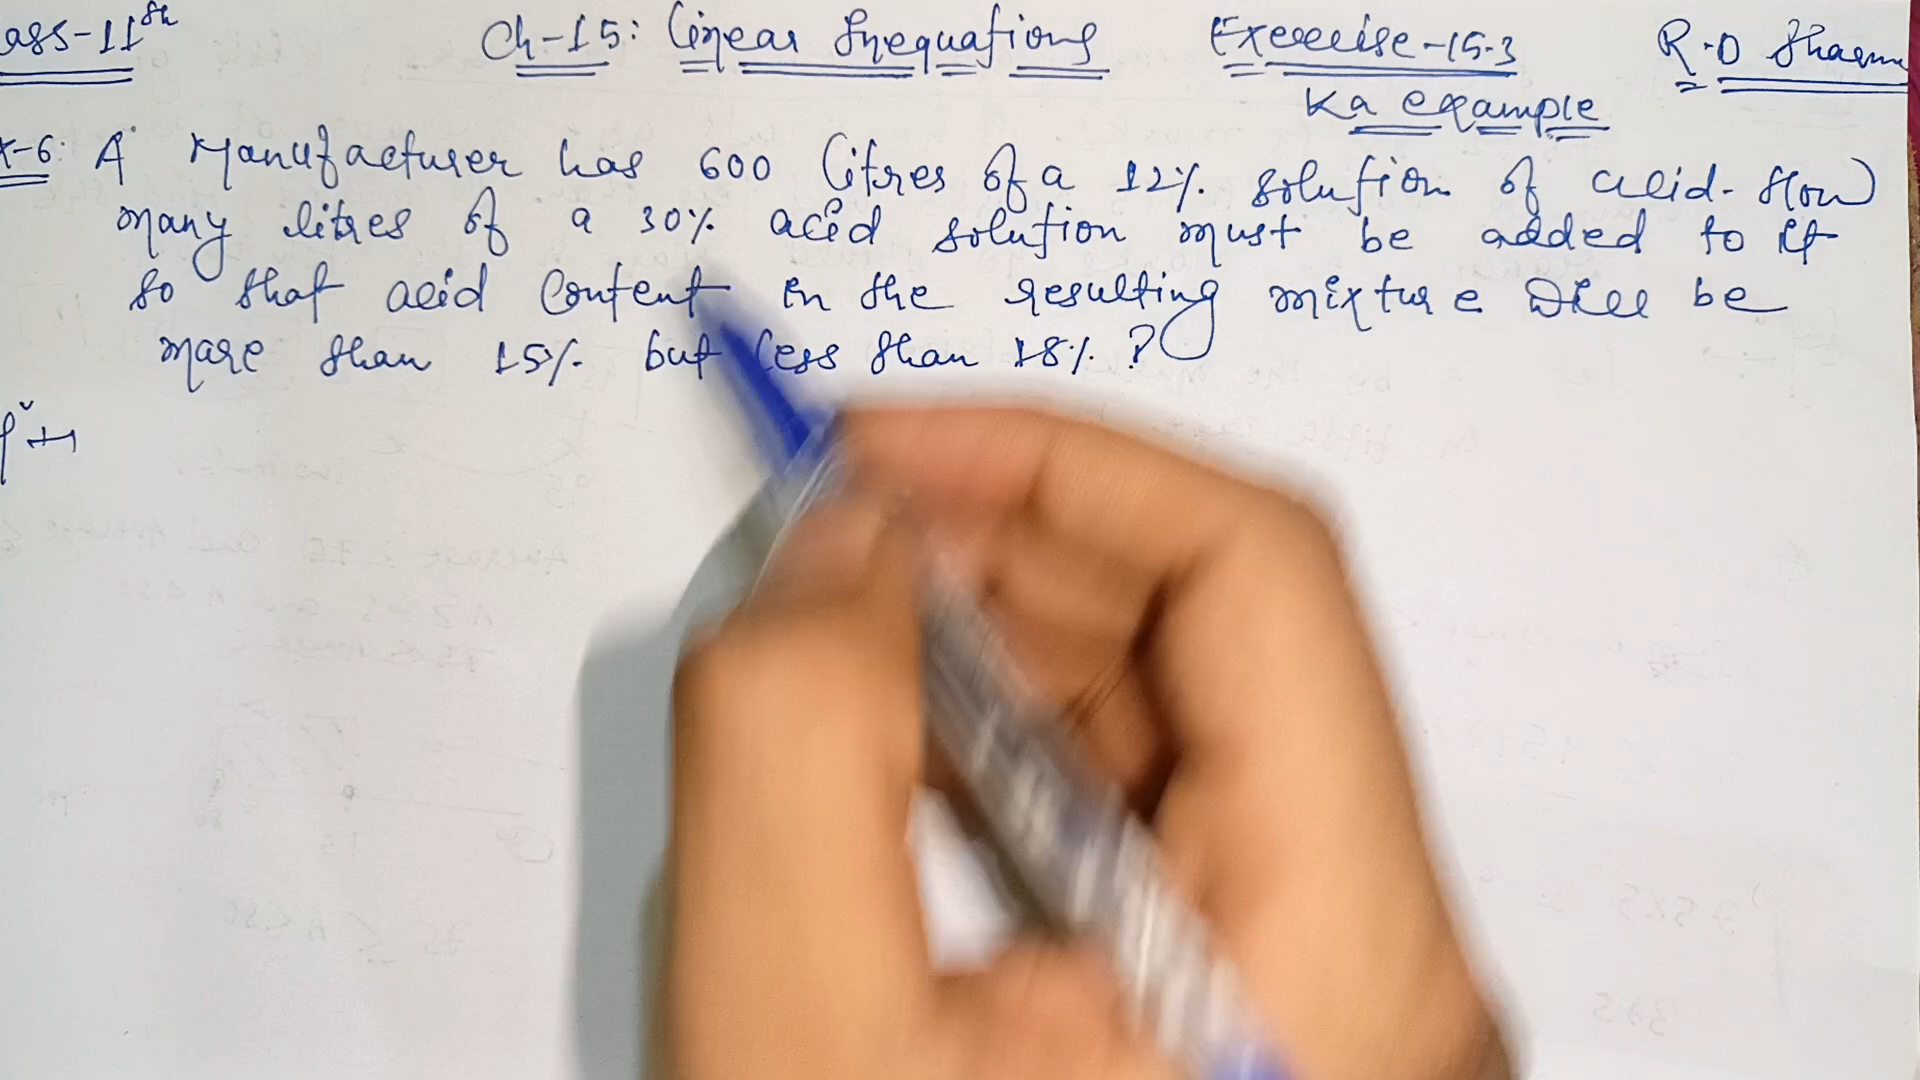 ass-11th Ch-15: Linear Inequations Exercise-15.3 R.D Sharma
Ka example
x-6: A Manufacturer has 600 litres of a 12% solution of acid. How
many litres of a 30% acid solution must be added to it
so that acid content in the resulting mixture will be
more than 15% but less than 18% ?